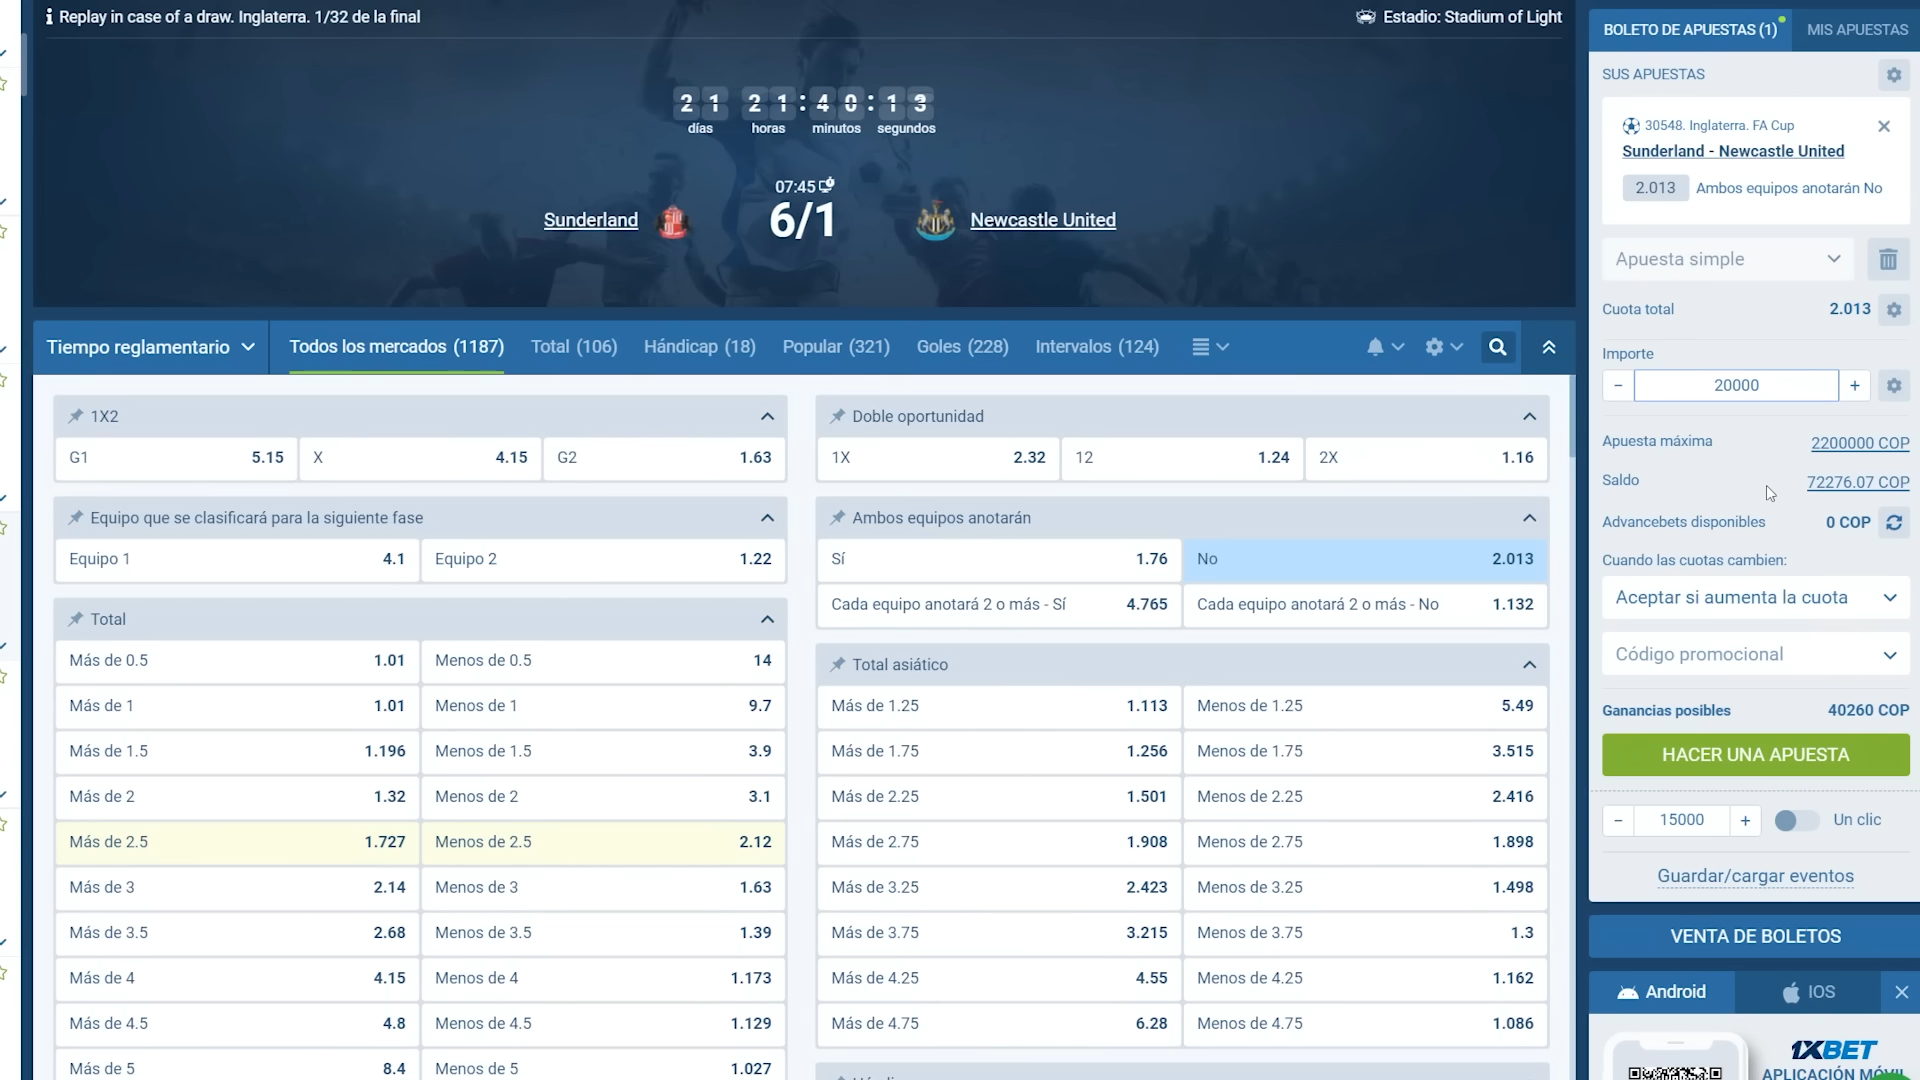 Replay in case of a draw. Inglaterra. 1/32 de la final
Estadio: Stadium of Light
21 21:40:13
días horas minutos segundos
07:45
Sunderland 6/1 Newcastle United
Tiempo reglamentario
Todos los mercados (1187) Total (106) Hándicap (18) Popular (321) Goles (228) Intervalos (124)
1X2
G1 5.15 X 4.15 G2 1.63
Equipo que se clasificará para la siguiente fase
Equipo 1 4.1 Equipo 2 1.22
Total
Más de 0.5 1.01 Menos de 0.5 14
Más de 1 1.01 Menos de 1 9.7
Más de 1.5 1.196 Menos de 1.5 3.9
Más de 2 1.32 Menos de 2 3.1
Más de 2.5 1.727 Menos de 2.5 2.12
Más de 3 2.14 Menos de 3 1.63
Más de 3.5 2.68 Menos de 3.5 1.39
Más de 4 4.15 Menos de 4 1.173
Más de 4.5 4.8 Menos de 4.5 1.129
Más de 5 8.4 Menos de 5 1.027
Doble oportunidad
1X 2.32 12 1.24 2X 1.16
Ambos equipos anotarán
Sí 1.76 No 2.013
Cada equipo anotará 2 o más - Sí 4.765 Cada equipo anotará 2 o más - No 1.132
Total asiático
Más de 1.25 1.113 Menos de 1.25 5.49
Más de 1.75 1.256 Menos de 1.75 3.515
Más de 2.25 1.501 Menos de 2.25 2.416
Más de 2.75 1.908 Menos de 2.75 1.898
Más de 3.25 2.423 Menos de 3.25 1.498
Más de 3.75 3.215 Menos de 3.75 1.3
Más de 4.25 4.55 Menos de 4.25 1.162
Más de 4.75 6.28 Menos de 4.75 1.086
BOLETO DE APUESTAS (1) MIS APUESTAS
SUS APUESTAS
30548. Inglaterra. FA Cup
Sunderland - Newcastle United
2.013 Ambos equipos anotarán No
Apuesta simple
Cuota total 2.013
Importe
- 20000 +
Apuesta máxima 2200000 COP
Saldo 72276.07 COP
Advancebets disponibles 0 COP
Cuando las cuotas cambien:
Aceptar si aumenta la cuota
Código promocional
Ganancias posibles 40260 COP
HACER UNA APUESTA
- 15000 + Un clic
Guardar/cargar eventos
VENTA DE BOLETOS
Android IOS
1XBET
APLICACIÓN MÓVIL